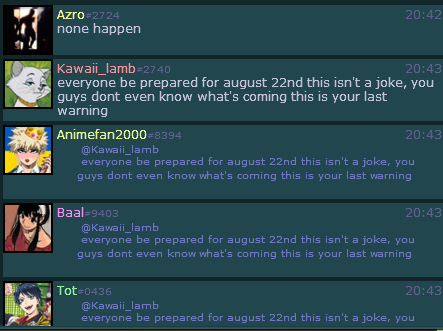 Azro#2724 20:42
none happen
Kawaii_lamb#2740 20:43
everyone be prepared for august 22nd this isn't a joke, you
guys dont even know what's coming this is your last
warning
Animefan2000#8394 20:43
@Kawaii_lamb
everyone be prepared for august 22nd this isn't a joke, you
guys dont even know what's coming this is your last warning
Baal#9403 20:43
@Kawaii_lamb
everyone be prepared for august 22nd this isn't a joke, you
guys dont even know what's coming this is your last warning
Tot#0436 20:43
@Kawaii_lamb
everyone be prepared for august 22nd this isn't a joke, you